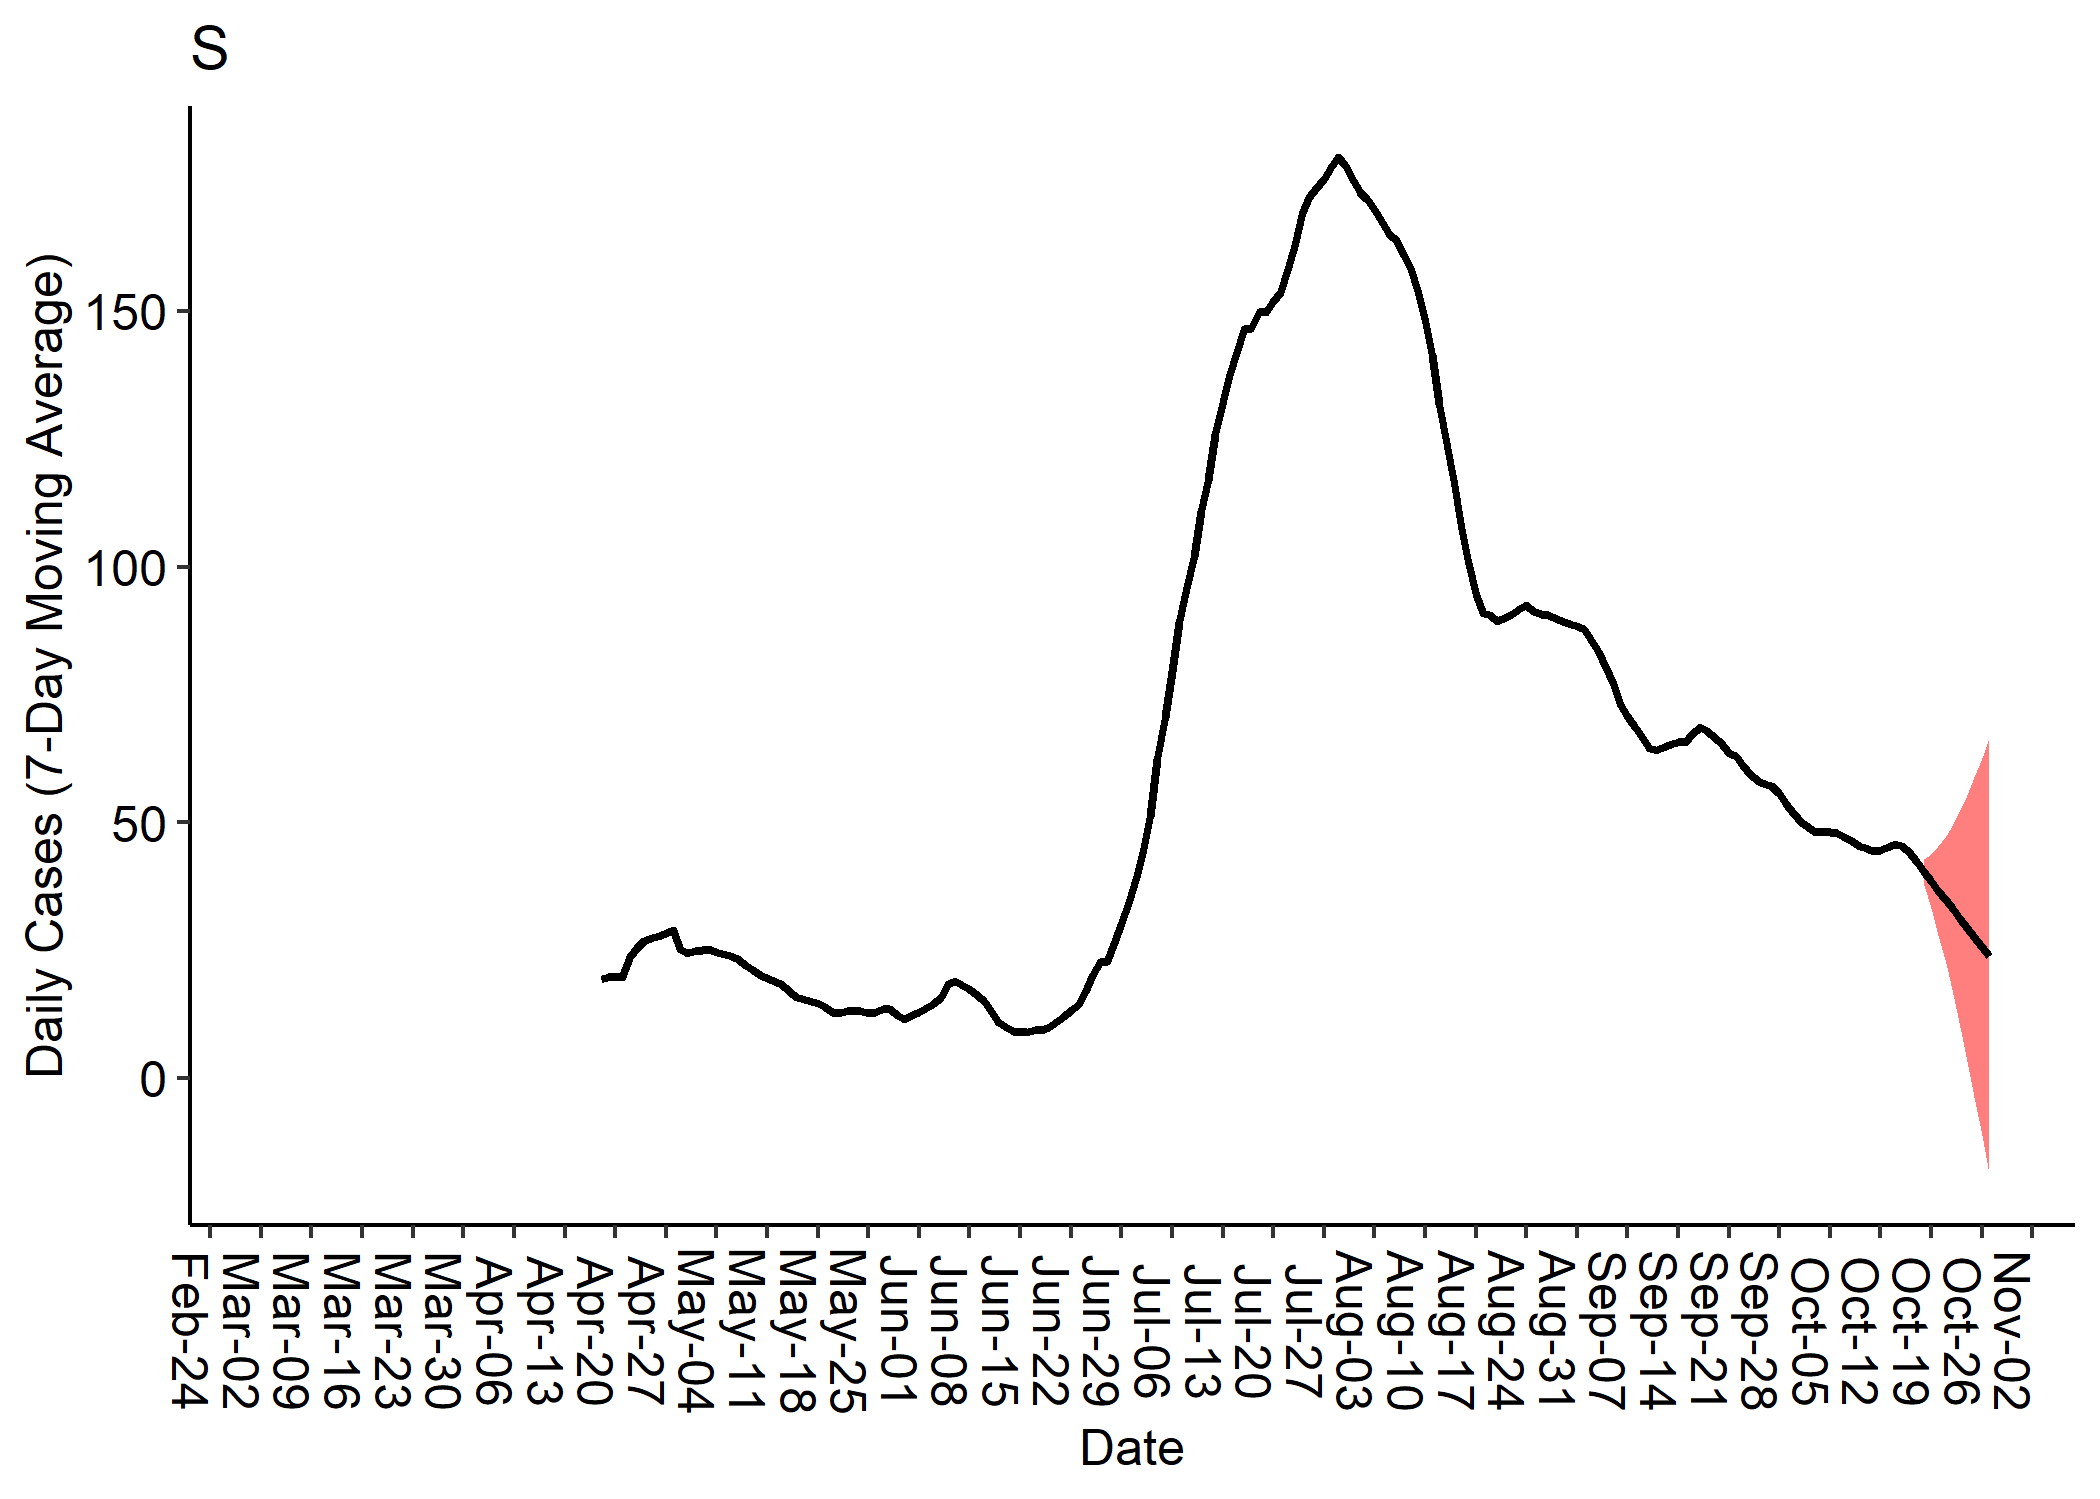 S
Daily Cases (7-Day Moving Average)
150
100
50
0
Feb-24
Mar-02
Mar-09
Mar-16
Mar-23
Mar-30
Apr-06
Apr-13
Apr-20
Apr-27
May-04
May-11
May-18
May-25
Jun-01
Jun-08
Jun-15
Jun-22
Jun-29
Jul-06
Jul-13
Jul-20
Jul-27
Aug-03
Aug-10
Aug-17
Aug-24
Aug-31
Sep-07
Sep-14
Sep-21
Sep-28
Oct-05
Oct-12
Oct-19
Oct-26
Nov-02
Date